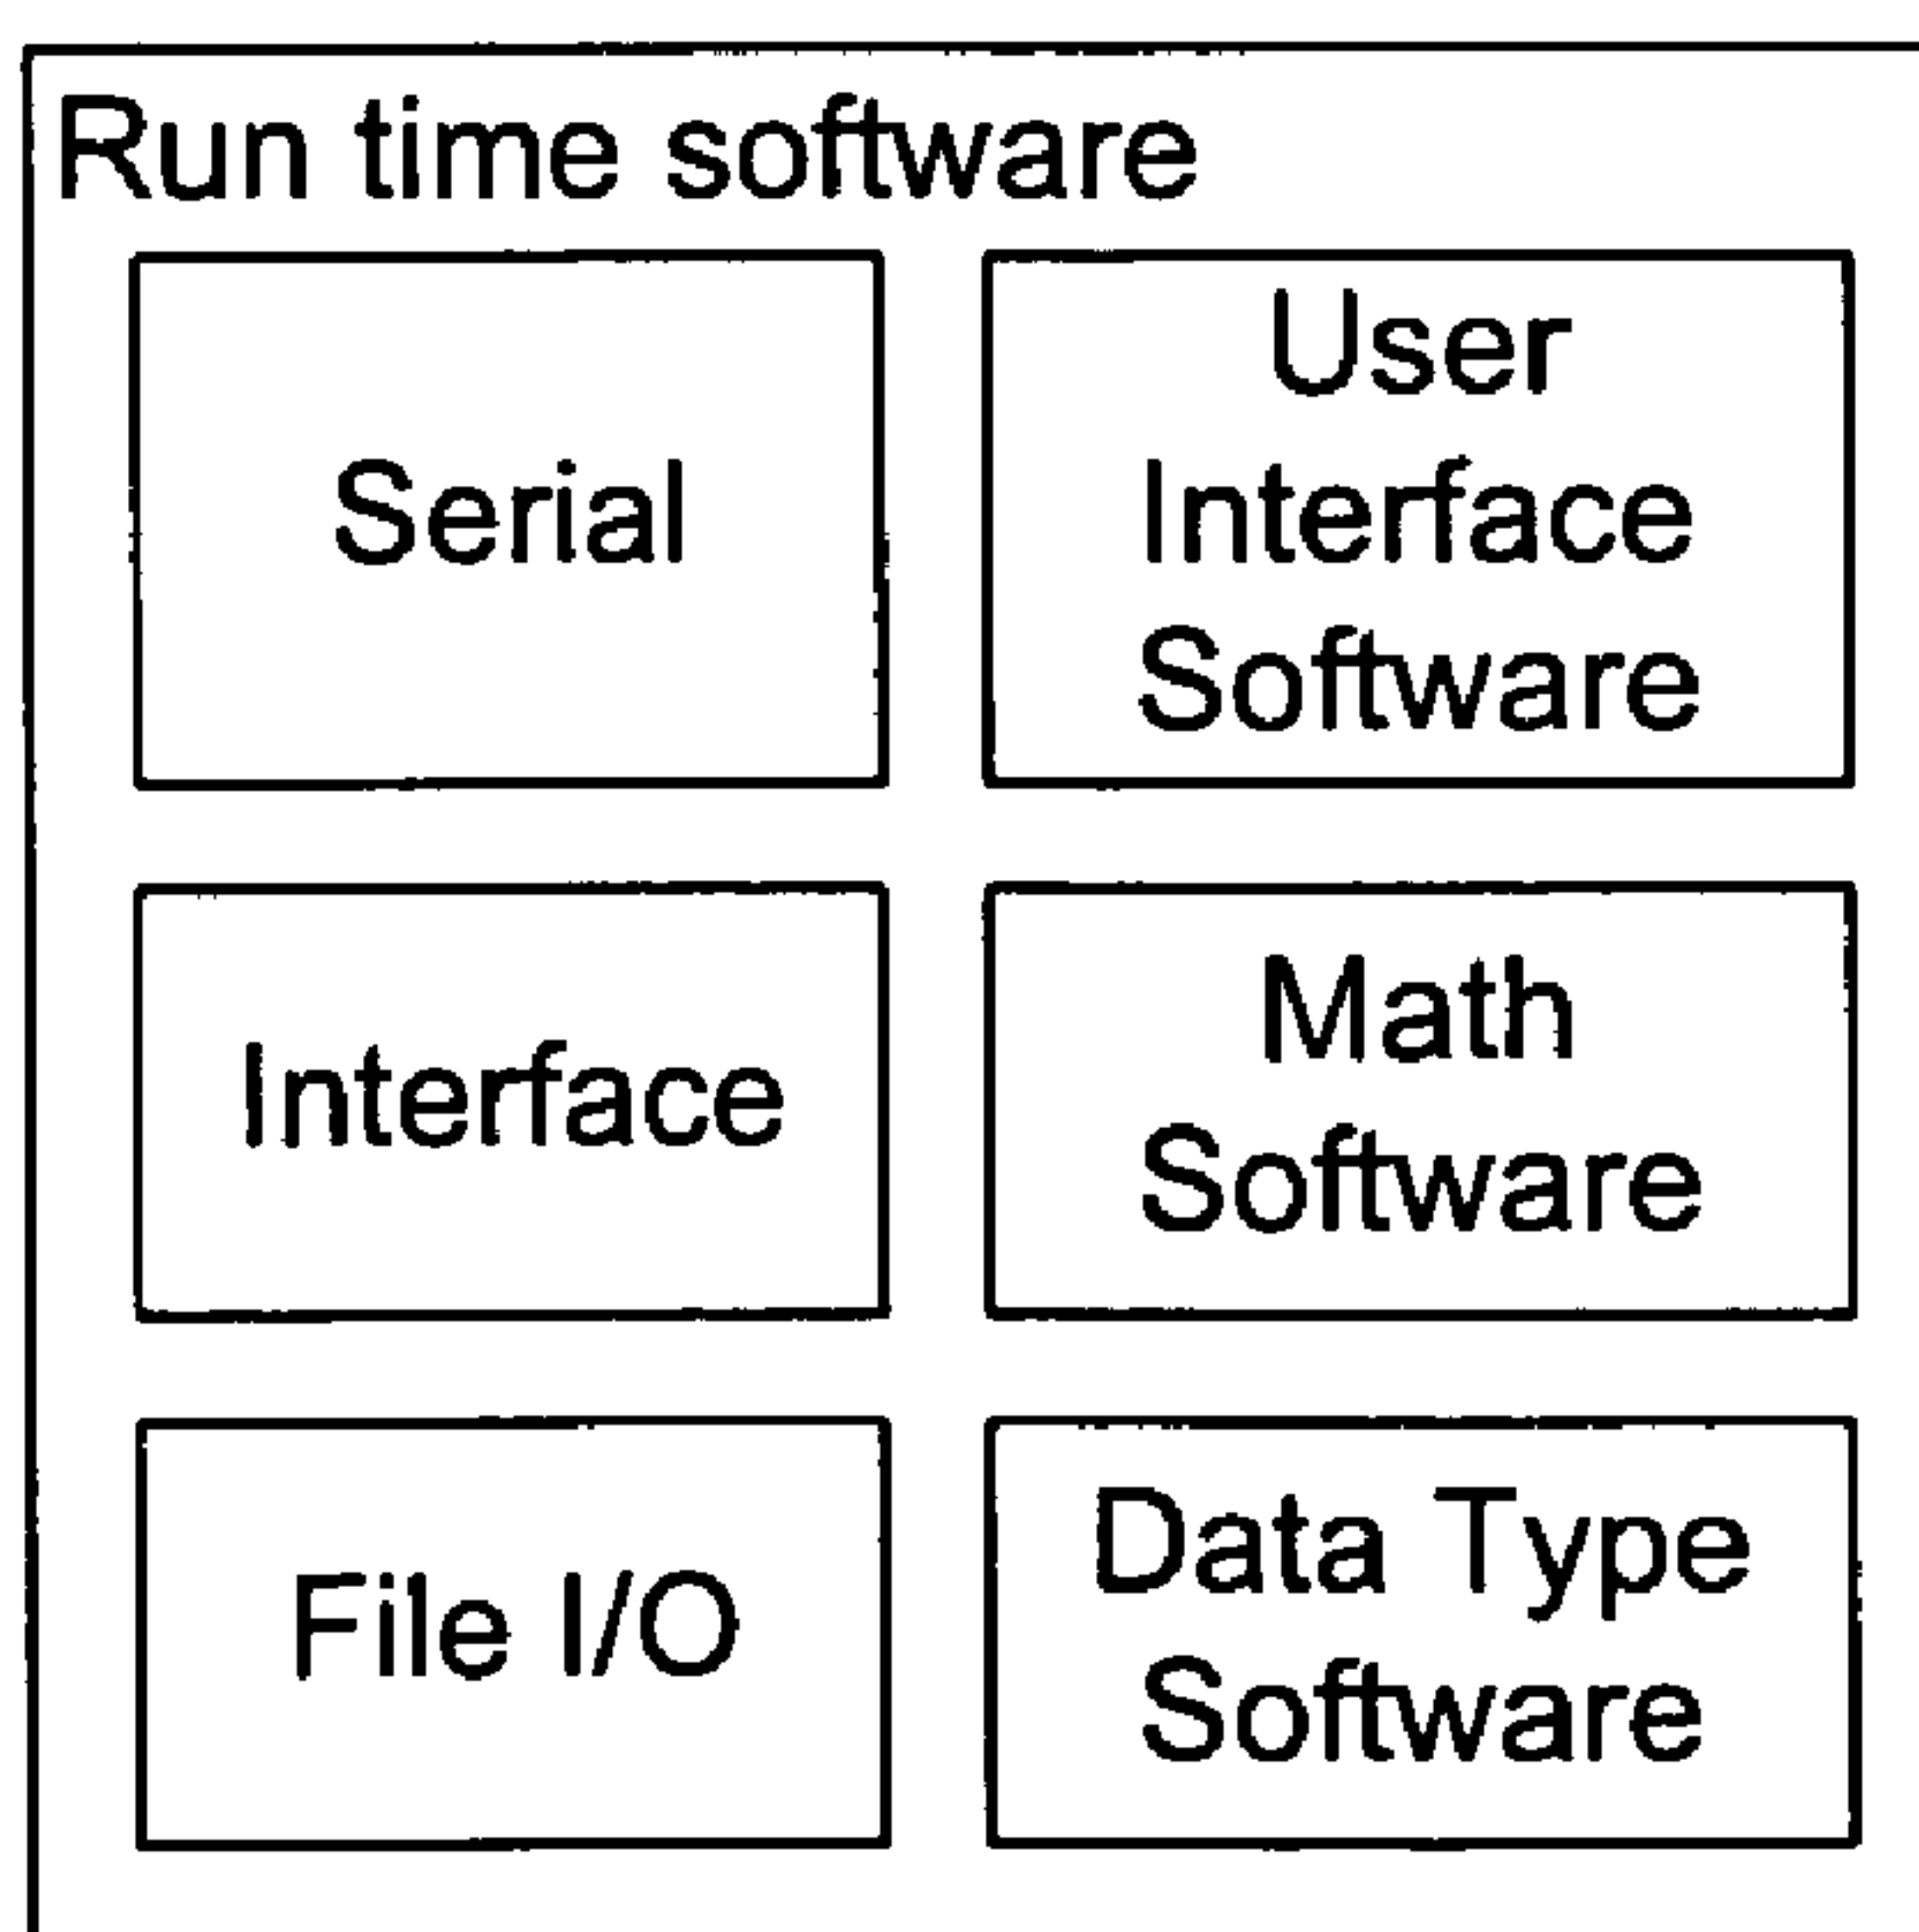 Run time software
Serial
User
Interface
Software
Interface
Math
Software
File I/O
Data Type
Software